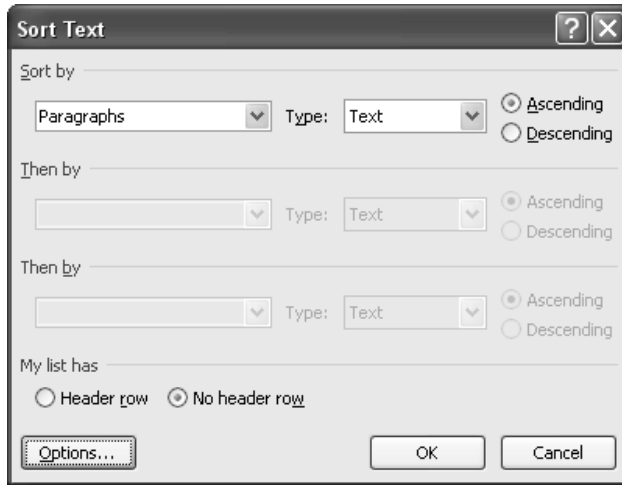 Sort Text
Sort by
Paragraphs Type: Text Ascending
Descending
Then by
Type: Text Ascending
Descending
Then by
Type: Text Ascending
Descending
My list has
Header row No header row
Options... OK Cancel